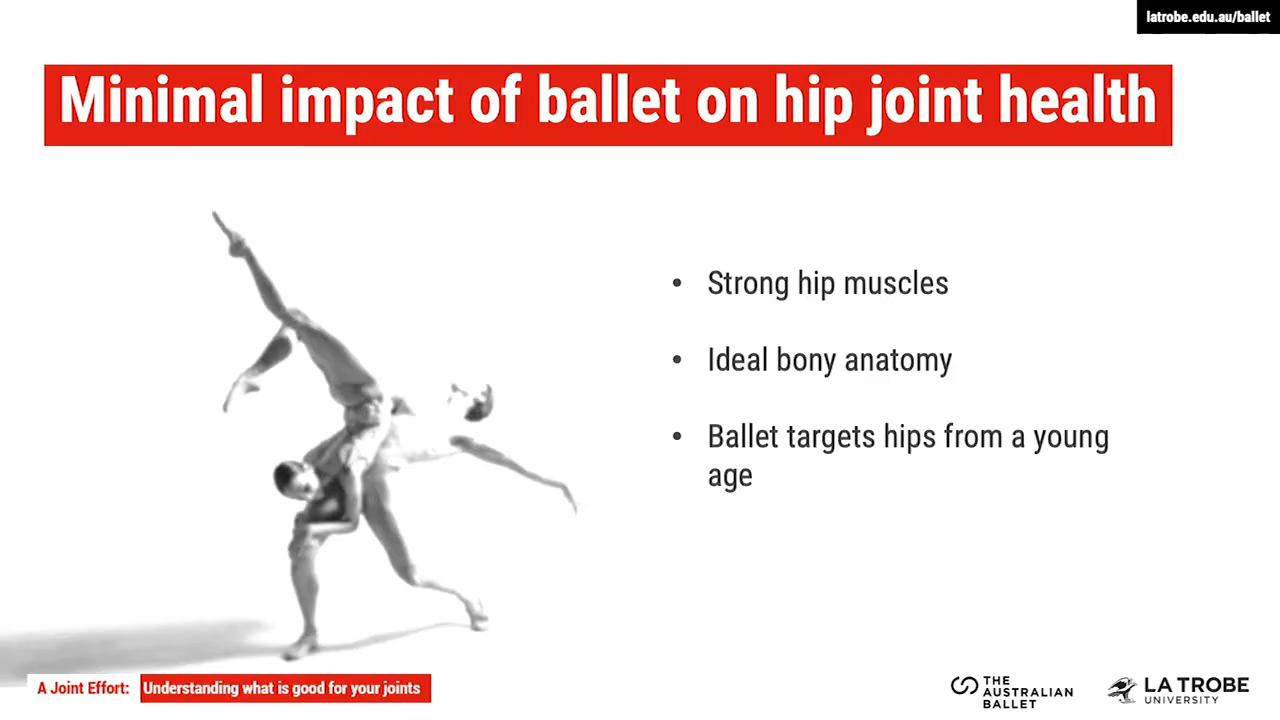 latrobe.edu.au/ballet
Minimal impact of ballet on hip joint health
• Strong hip muscles
• Ideal bony anatomy
• Ballet targets hips from a young
age
A Joint Effort: Understanding what is good for your joints
THE
AUSTRALIAN
BALLET
LA TROBE
UNIVERSITY